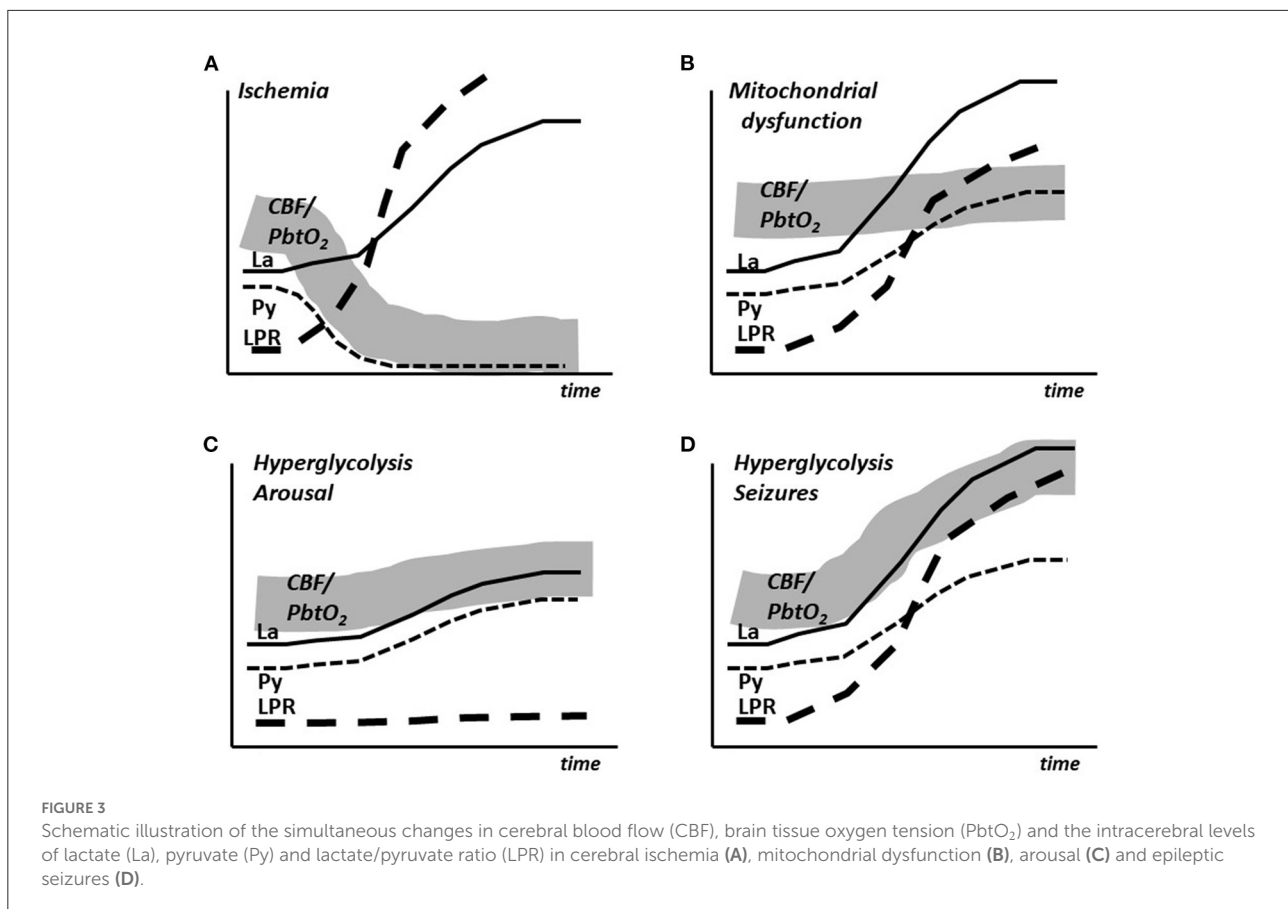 A
Ischemia
CBF/
PbtO₂
La
Py
LPR
time
B
Mitochondrial
dysfunction
CBF/
PbtO₂
La
Py
LPR
time
C
Hyperglycolysis
Arousal
CBF/
PbtO₂
La
Py
LPR
time
D
Hyperglycolysis
Seizures
CBF/
PbtO₂
La
Py
LPR
time
FIGURE 3
Schematic illustration of the simultaneous changes in cerebral blood flow (CBF), brain tissue oxygen tension (PbtO₂) and the intracerebral levels
of lactate (La), pyruvate (Py) and lactate/pyruvate ratio (LPR) in cerebral ischemia (A), mitochondrial dysfunction (B), arousal (C) and epileptic
seizures (D).